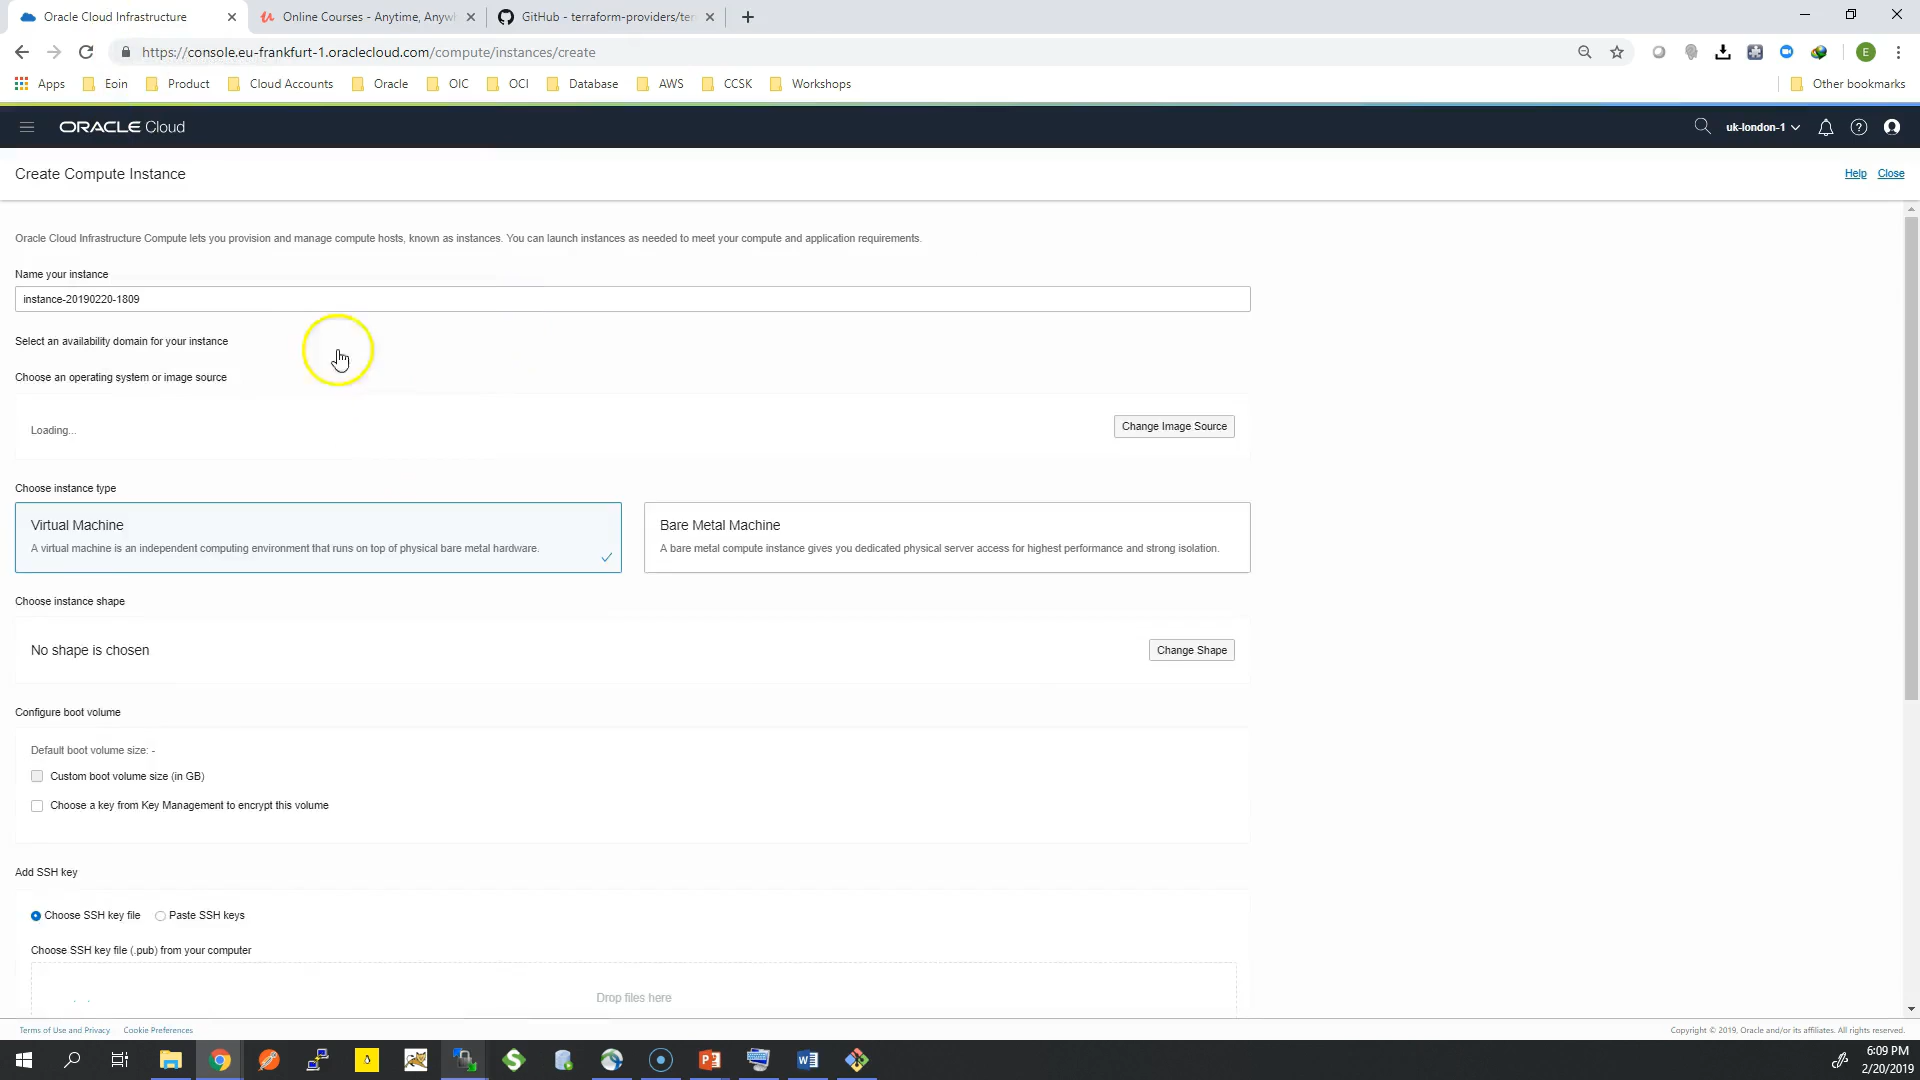 Oracle Cloud Infrastructure
Online Courses - Anytime, Anyw
GitHub - terraform-providers/ter
https://console.eu-frankfurt-1.oraclecloud.com/compute/instances/create
E
Apps
Eoin
Product
Cloud Accounts
Oracle
OIC
OCI
Database
AWS
CCSK
Workshops
Other bookmarks
ORACLE Cloud
uk-london-1
Create Compute Instance
Help
Close
Oracle Cloud Infrastructure Compute lets you provision and manage compute hosts, known as instances. You can launch instances as needed to meet your compute and application requirements.
Name your instance
instance-20190220-1809
Select an availability domain for your instance
Choose an operating system or image source
Loading...
Change Image Source
Choose instance type
Virtual Machine
A virtual machine is an independent computing environment that runs on top of physical bare metal hardware.
Bare Metal Machine
A bare metal compute instance gives you dedicated physical server access for highest performance and strong isolation.
Choose instance shape
No shape is chosen
Change Shape
Configure boot volume
Default boot volume size: -
Custom boot volume size (in GB)
Choose a key from Key Management to encrypt this volume
Add SSH key
Choose SSH key file
Paste SSH keys
Choose SSH key file (.pub) from your computer
Drop files here
Terms of Use and Privacy
Cookie Preferences
Copyright © 2019, Oracle and/or its affiliates. All rights reserved.
6:09 PM
2/20/2019